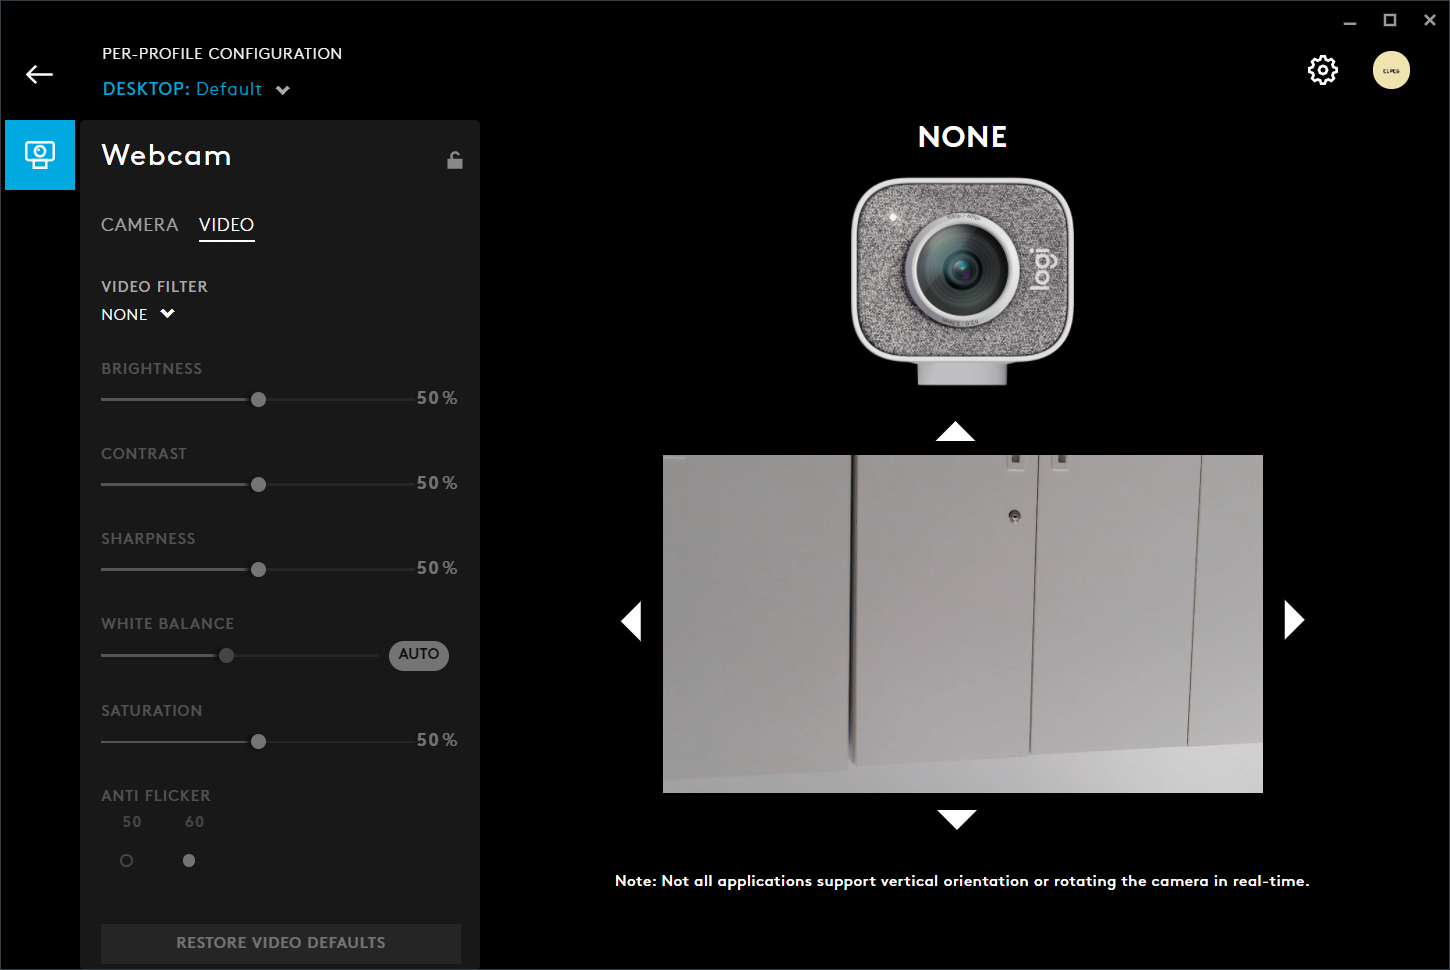 PER-PROFILE CONFIGURATION
DESKTOP: Default
Webcam
CAMERA VIDEO
VIDEO FILTER
NONE
BRIGHTNESS
50 %
CONTRAST
50 %
SHARPNESS
50 %
WHITE BALANCE
AUTO
SATURATION
50 %
ANTI FLICKER
50 60
RESTORE VIDEO DEFAULTS
NONE
logi
Note: Not all applications support vertical orientation or rotating the camera in real-time.